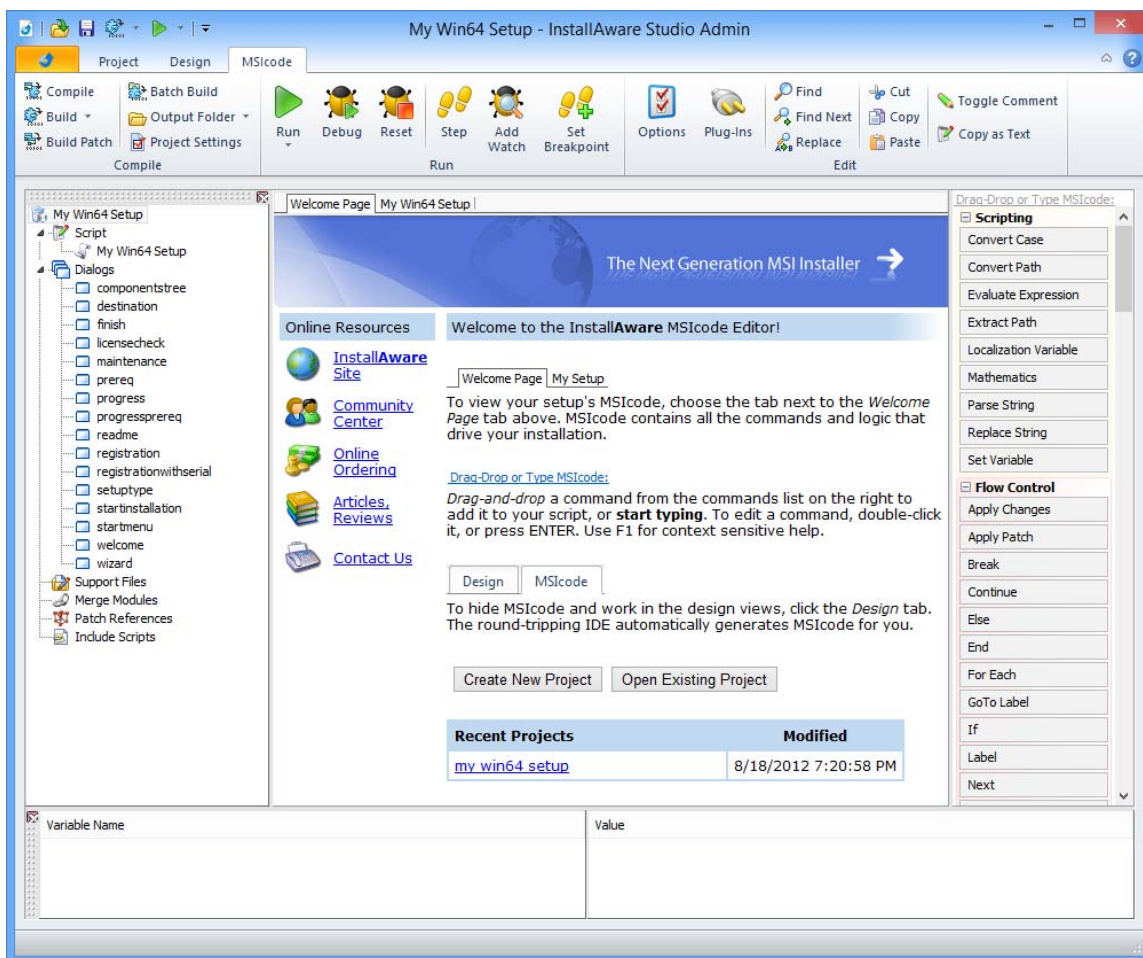 My Win64 Setup - InstallAware Studio Admin
Project Design MSIcode
Compile
Build
Build Patch
Batch Build
Output Folder
Project Settings
Compile
Run
Debug
Reset
Step
Add
Watch
Set
Breakpoint
Run
Options
Plug-Ins
Find
Find Next
Replace
Cut
Copy
Paste
Edit
Toggle Comment
Copy as Text
My Win64 Setup
Script
My Win64 Setup
Dialogs
componentstree
destination
finish
licensecheck
maintenance
prereq
progress
progressprereq
readme
registration
registrationwithserial
setuptype
startinstallation
startmenu
welcome
wizard
Support Files
Merge Modules
Patch References
Include Scripts
Welcome Page My Win64 Setup
The Next Generation MSI Installer
Online Resources
InstallAware
Site
Community
Center
Online
Ordering
Articles,
Reviews
Contact Us
Welcome to the InstallAware MSIcode Editor!
Welcome Page My Setup
To view your setup's MSIcode, choose the tab next to the Welcome
Page tab above. MSIcode contains all the commands and logic that
drive your installation.
Drag-Drop or Type MSIcode:
Drag-and-drop a command from the commands list on the right to
add it to your script, or start typing. To edit a command, double-click
it, or press ENTER. Use F1 for context sensitive help.
Design MSIcode
To hide MSIcode and work in the design views, click the Design tab.
The round-tripping IDE automatically generates MSIcode for you.
Create New Project Open Existing Project
Recent Projects Modified
my win64 setup 8/18/2012 7:20:58 PM
Drag-Drop or Type MSIcode:
Scripting
Convert Case
Convert Path
Evaluate Expression
Extract Path
Localization Variable
Mathematics
Parse String
Replace String
Set Variable
Flow Control
Apply Changes
Apply Patch
Break
Continue
Else
End
For Each
GoTo Label
If
Label
Next
Variable Name Value